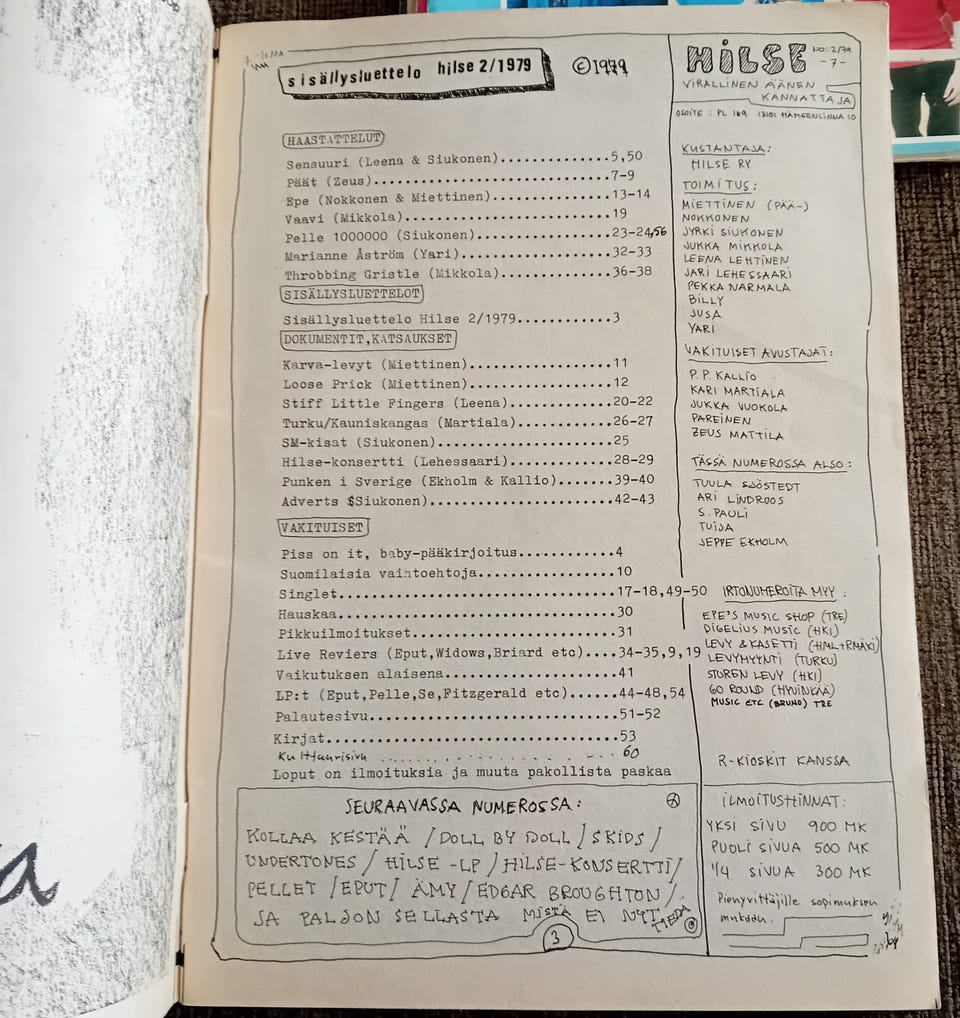 sisällysluettelo hilse 2/1979
©1979
HAASTATTELUT
Sensuuri (Leena & Siukonen)..............5,50
Päät (Zeus)..............................7-9
Epe (Nokkonen & Miettinen)...............13-14
Vaavi (Mikkola)..........................19
Pelle 1000000 (Siukonen).................23-24,56
Marianne Åström (Yari)...................32-33
Throbbing Gristle (Mikkola)..............36-38
SISÄLLYSLUETTELOT
Sisällysluettelo Hilse 2/1979............3
DOKUMENTIT,KATSAUKSET
Karva-levyt (Miettinen)..................11
Loose Prick (Miettinen)..................12
Stiff Little Fingers (Leena).............20-22
Turku/Kauniskangas (Martiala)............26-27
SM-kisat (Siukonen)......................25
Hilse-konsertti (Lehessaari).............28-29
Punken i Sverige (Ekholm & Kallio).......39-40
Adverts $Siukonen).......................42-43
VAKITUISET
Piss on it, baby-pääkirjoitus............4
Suomilaisia vaihtoehtoja.................10
Singlet..................................17-18,49-50
Hauskaa..................................30
Pikkuilmoitukset.........................31
Live Reviers (Eput,Widows,Briard etc)....34-35,9,19
Vaikutuksen alaisena.....................41
LP:t (Eput,Pelle,Se,Fitzgerald etc)......44-48,54
Palautesivu..............................51-52
Kirjat...................................53
Kulttuurisivu ........... 60
Loput on ilmoituksia ja muuta pakollista paskaa
SEURAAVASSA NUMEROSSA:
KOLLAA KESTÄÄ / DOLL BY DOLL / SKIDS /
UNDERTONES / HILSE -LP / HILSE-KONSERTTI /
PELLET / EPUT / ÄMY / EDGAR BROUGHTON /
JA PALJON SELLASTA MISTÄ EI NYT TIEDÄ
3
HILSE NO:2/79
-7-
VIRALLINEN ÄÄNEN
KANNATTAJA
OSOITE : PL 169 13101 HÄMEENLINNA 10
KUSTANTAJA:
HILSE RY
TOIMITUS:
MIETTINEN (PÄÄ-)
NOKKONEN
JYRKI SIUKONEN
JUKKA MIKKOLA
LEENA LEHTINEN
JARI LEHESSAARI
PEKKA NARMALA
BILLY
JUSA
YARI
VAKITUISET AVUSTAJAT:
P.P. KALLIO
KARI MARTIALA
JUKKA VUOKOLA
PAREINEN
ZEUS MATTILA
TÄSSÄ NUMEROSSA ALSO:
TUULA SJÖSTEDT
ARI LINDROOS
S. PAULI
TUIJA
JEPPE EKHOLM
IRTONUMEROITA MYY:
EPE'S MUSIC SHOP (TRE)
DIGELIUS MUSIC (HKI)
LEVY & KASETTI (HML+RMÄKI)
LEVYMYYNTI (TURKU)
STOREN LEVY (HKI)
GO ROUND (HYVINKÄÄ)
MUSIC ETC (BRUNO) TRE
R-KIOSKIT KANSSA
ILMOITUSHINNAT:
YKSI SIVU 900 MK
PUOLI SIVUA 500 MK
1/4 SIVUA 300 MK
Pienyrittäjille sopimuksen
mukaan.